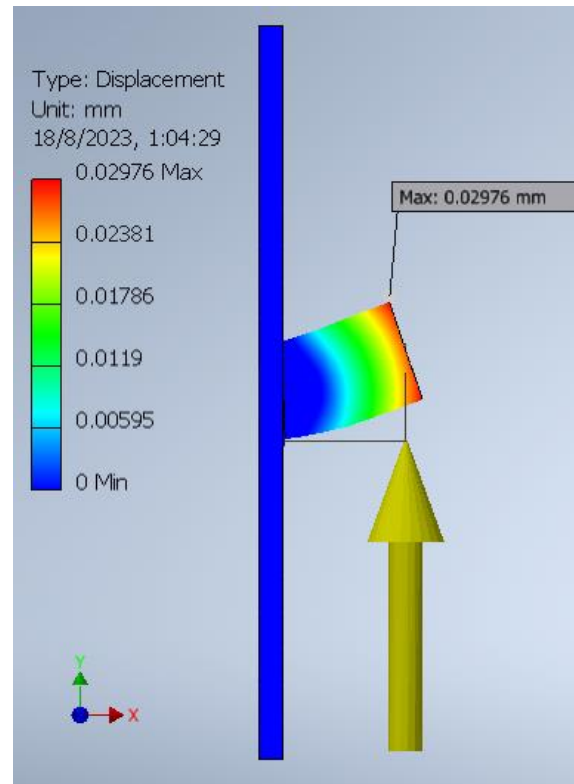 Type: Displacement
Unit: mm
18/8/2023, 1:04:29
0.02976 Max
0.02381
0.01786
0.0119
0.00595
0 Min
Max: 0.02976 mm
Y
X